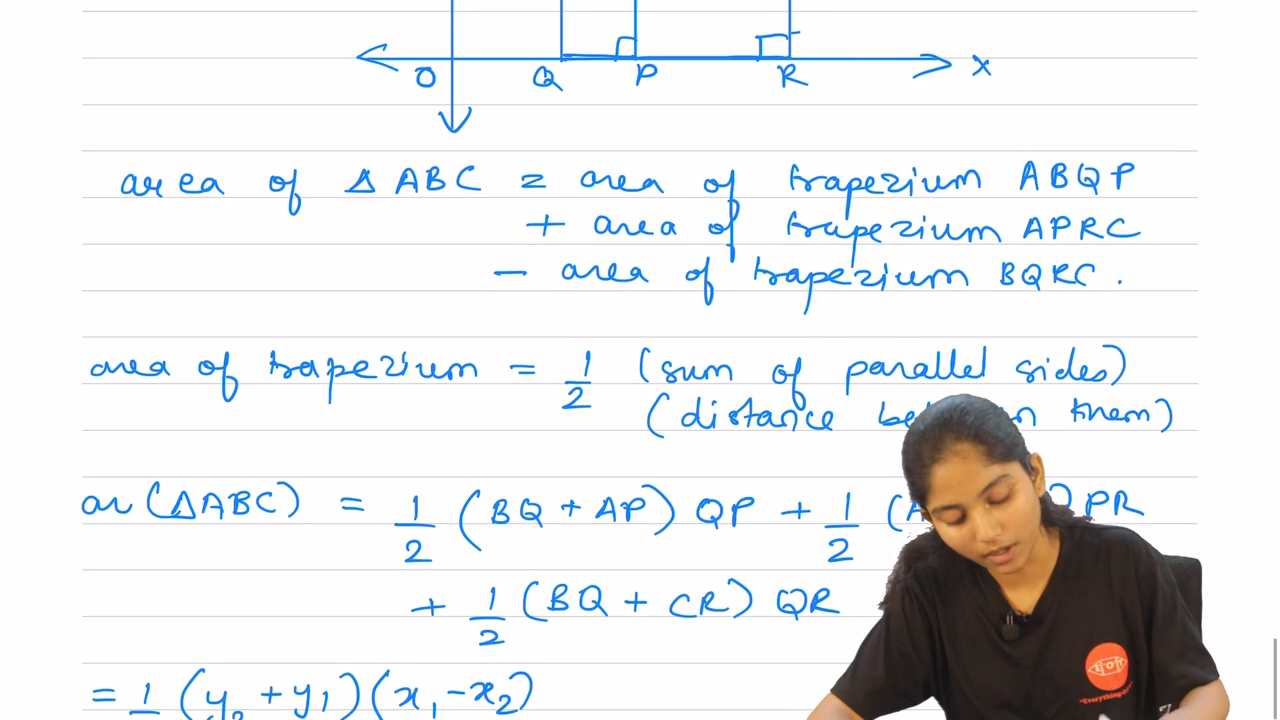 O Q P R x
area of Δ ABC = area of trapezium ABQP
+ area of trapezium APRC
− area of trapezium BQRC.
area of trapezium = 1/2 (sum of parallel sides)
(distance them)
ar (ΔABC) = 1/2 (BQ + AP) QP + 1/2 ( ) PR
+ 1/2 (BQ + CR) QR
= 1 (y₂ + y₁)(x₁ − x₂)